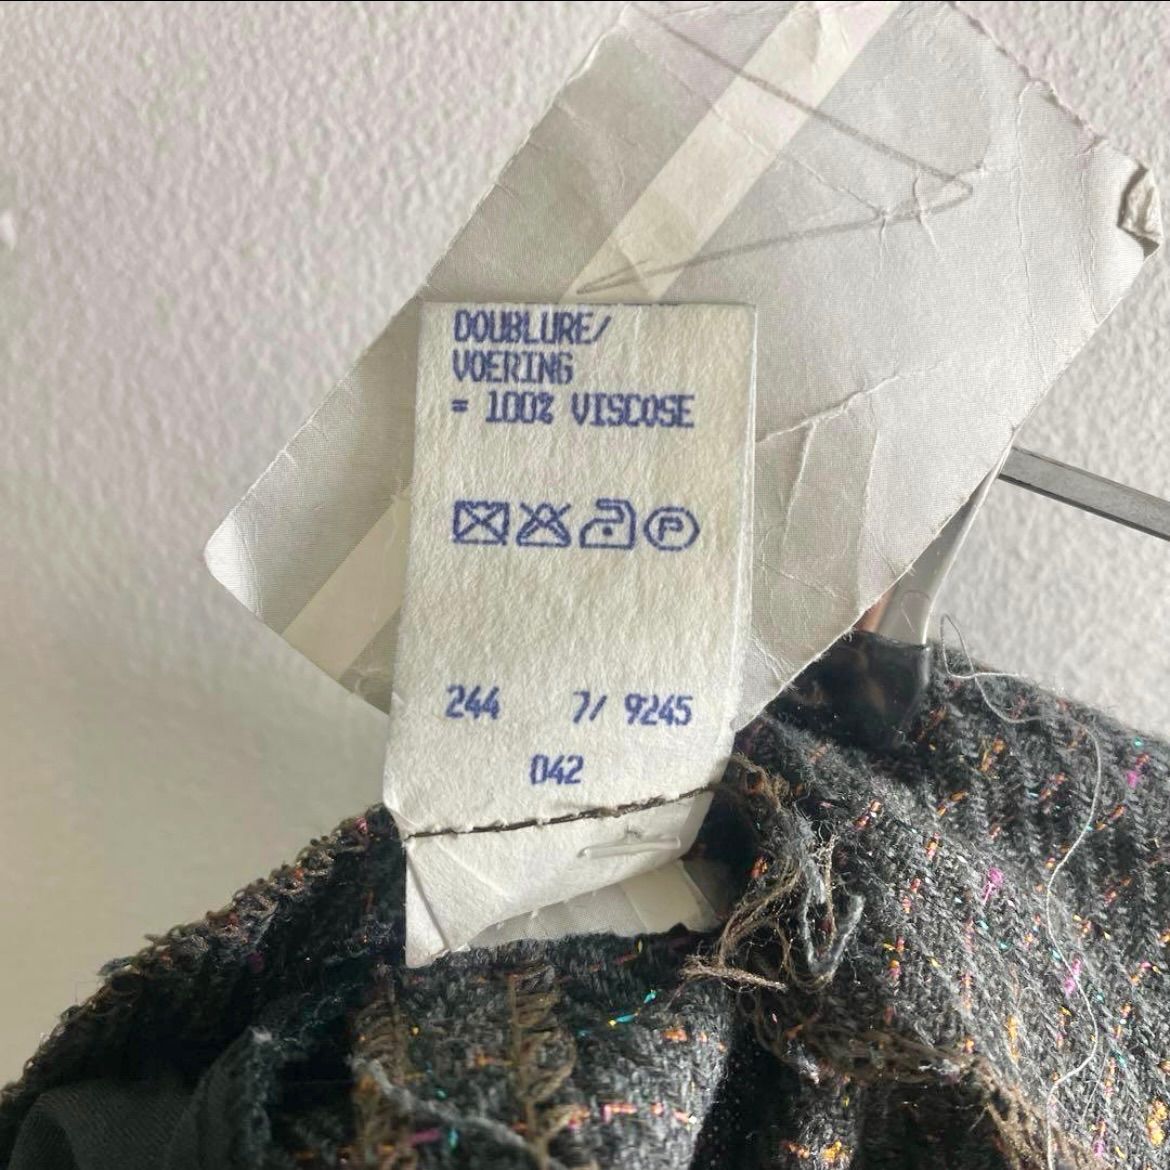 DOUBLURE/
VOERING
= 100% VISCOSE
P
244 7/ 9245
042